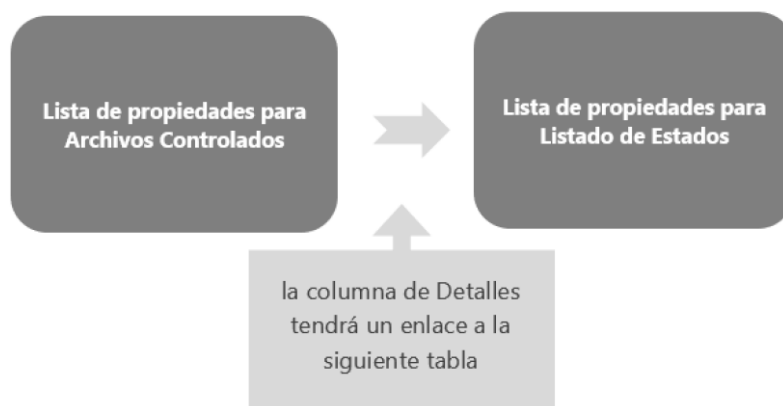 Lista de propiedades para
Archivos Controlados
Lista de propiedades para
Listado de Estados
la columna de Detalles
tendrá un enlace a la
siguiente tabla